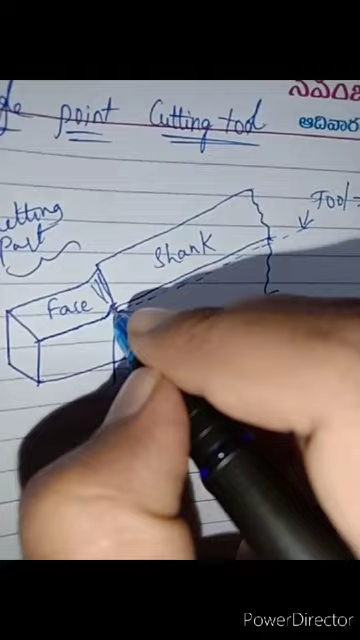 point Cutting tool
ఆదివార
Cutting
Part
Shank
Face
Tool
PowerDirector